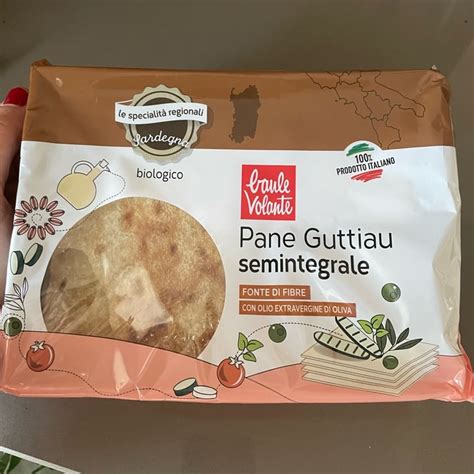 le specialità regionali
Sardegna
biologico
baule
volante
100%
PRODOTTO ITALIANO
Pane Guttiau
semintegrale
FONTE DI FIBRE
CON OLIO EXTRAVERGINE DI OLIVA